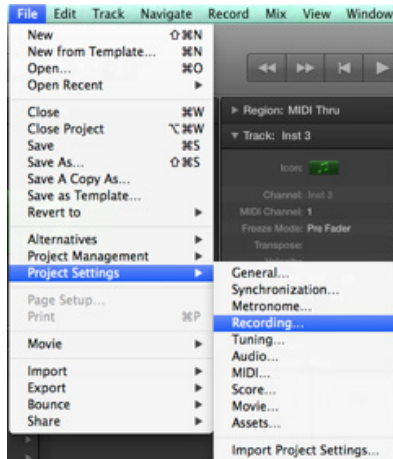 File Edit Track Navigate Record Mix View Window
New ⇧⌘N
New from Template... ⌘N
Open... ⌘O
Open Recent ▶
Close ⌘W
Close Project ⌥⌘W
Save ⌘S
Save As... ⇧⌘S
Save A Copy As...
Save as Template...
Revert to ▶
Alternatives ▶
Project Management ▶
Project Settings ▶
Page Setup...
Print ⌘P
Movie ▶
Import ▶
Export ▶
Bounce ▶
Share ▶
▶ Region: MIDI Thru
▼ Track: Inst 3
Icon:
Channel: Inst 3
MIDI Channel: 1
Freeze Mode: Pre Fader
Transpose:
General...
Synchronization...
Metronome...
Recording...
Tuning...
Audio...
MIDI...
Score...
Movie...
Assets...
Import Project Settings...